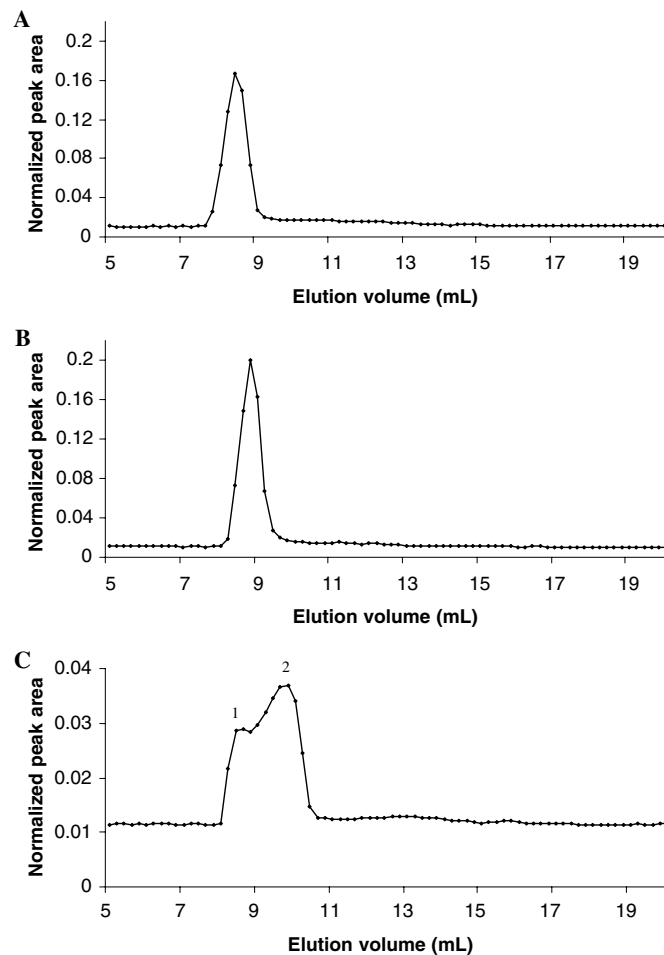 A
Normalized peak area
0.2
0.16
0.12
0.08
0.04
0
5 7 9 11 13 15 17 19
Elution volume (mL)
B
Normalized peak area
0.2
0.16
0.12
0.08
0.04
0
5 7 9 11 13 15 17 19
Elution volume (mL)
C
Normalized peak area
0.04
0.03
0.02
0.01
0
1
2
5 7 9 11 13 15 17 19
Elution volume (mL)